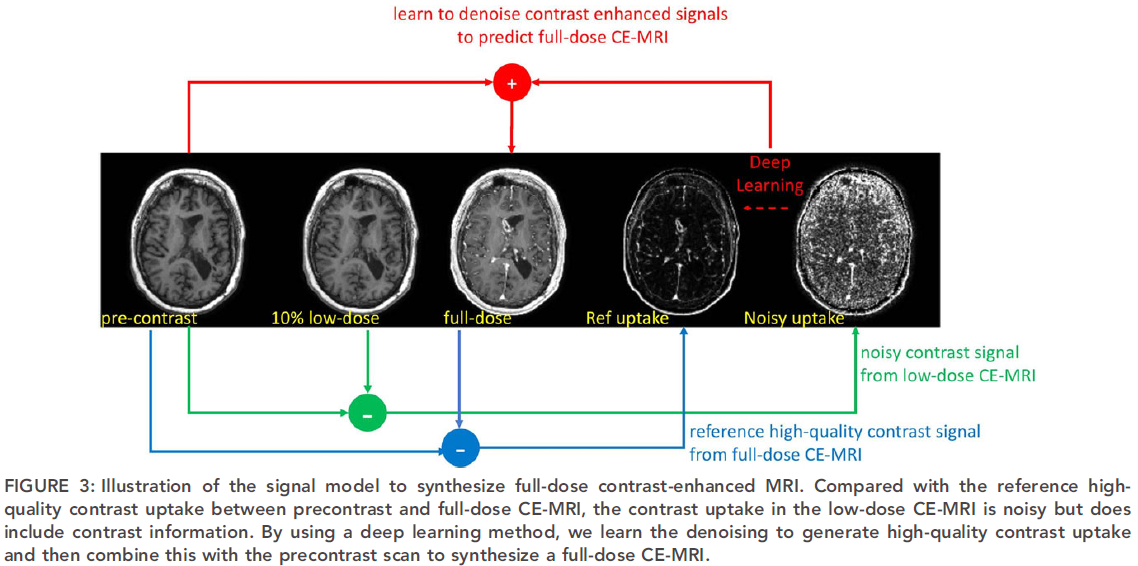 learn to denoise contrast enhanced signals
to predict full-dose CE-MRI
+
Deep
Learning
pre-contrast
10% low-dose
full-dose
Ref uptake
Noisy uptake
noisy contrast signal
from low-dose CE-MRI
-
reference high-quality contrast signal
from full-dose CE-MRI
-
FIGURE 3: Illustration of the signal model to synthesize full-dose contrast-enhanced MRI. Compared with the reference high-
quality contrast uptake between precontrast and full-dose CE-MRI, the contrast uptake in the low-dose CE-MRI is noisy but does
include contrast information. By using a deep learning method, we learn the denoising to generate high-quality contrast uptake
and then combine this with the precontrast scan to synthesize a full-dose CE-MRI.